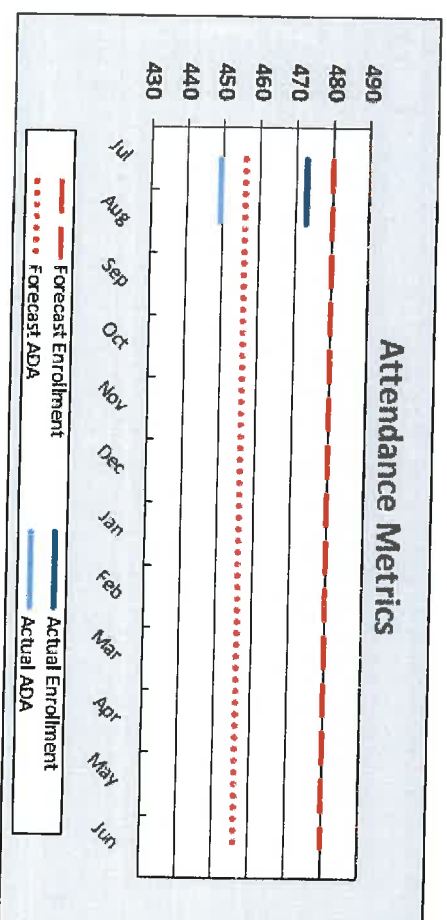 Attendance Metrics
490
480
470
460
450
440
430
Jul
Aug
Sep
Oct
Nov
Dec
Jan
Feb
Mar
Apr
May
Jun
Forecast Enrollment
Actual Enrollment
Forecast ADA
Actual ADA